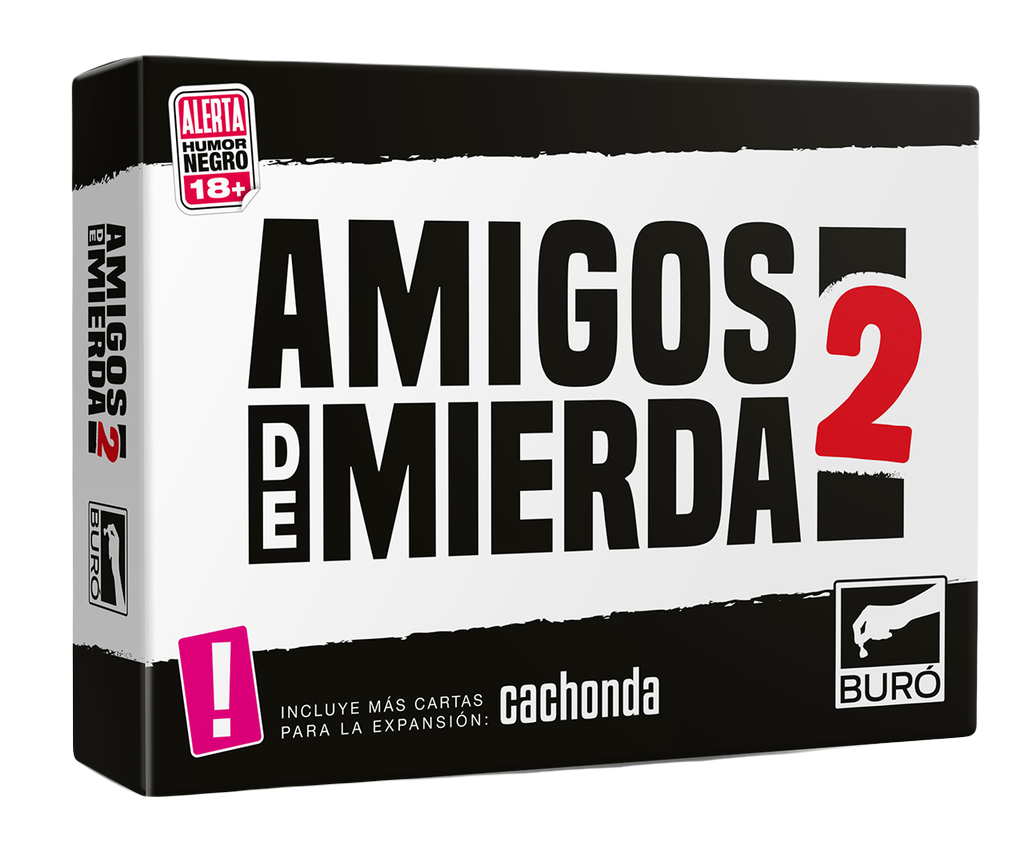 ALERTA
HUMOR
NEGRO
18+
AMIGOS
DE MIERDA
2
!
INCLUYE MÁS CARTAS
PARA LA EXPANSIÓN: cachonda
BURÓ
AMIGOS
DE MIERDA 2
BURÓ